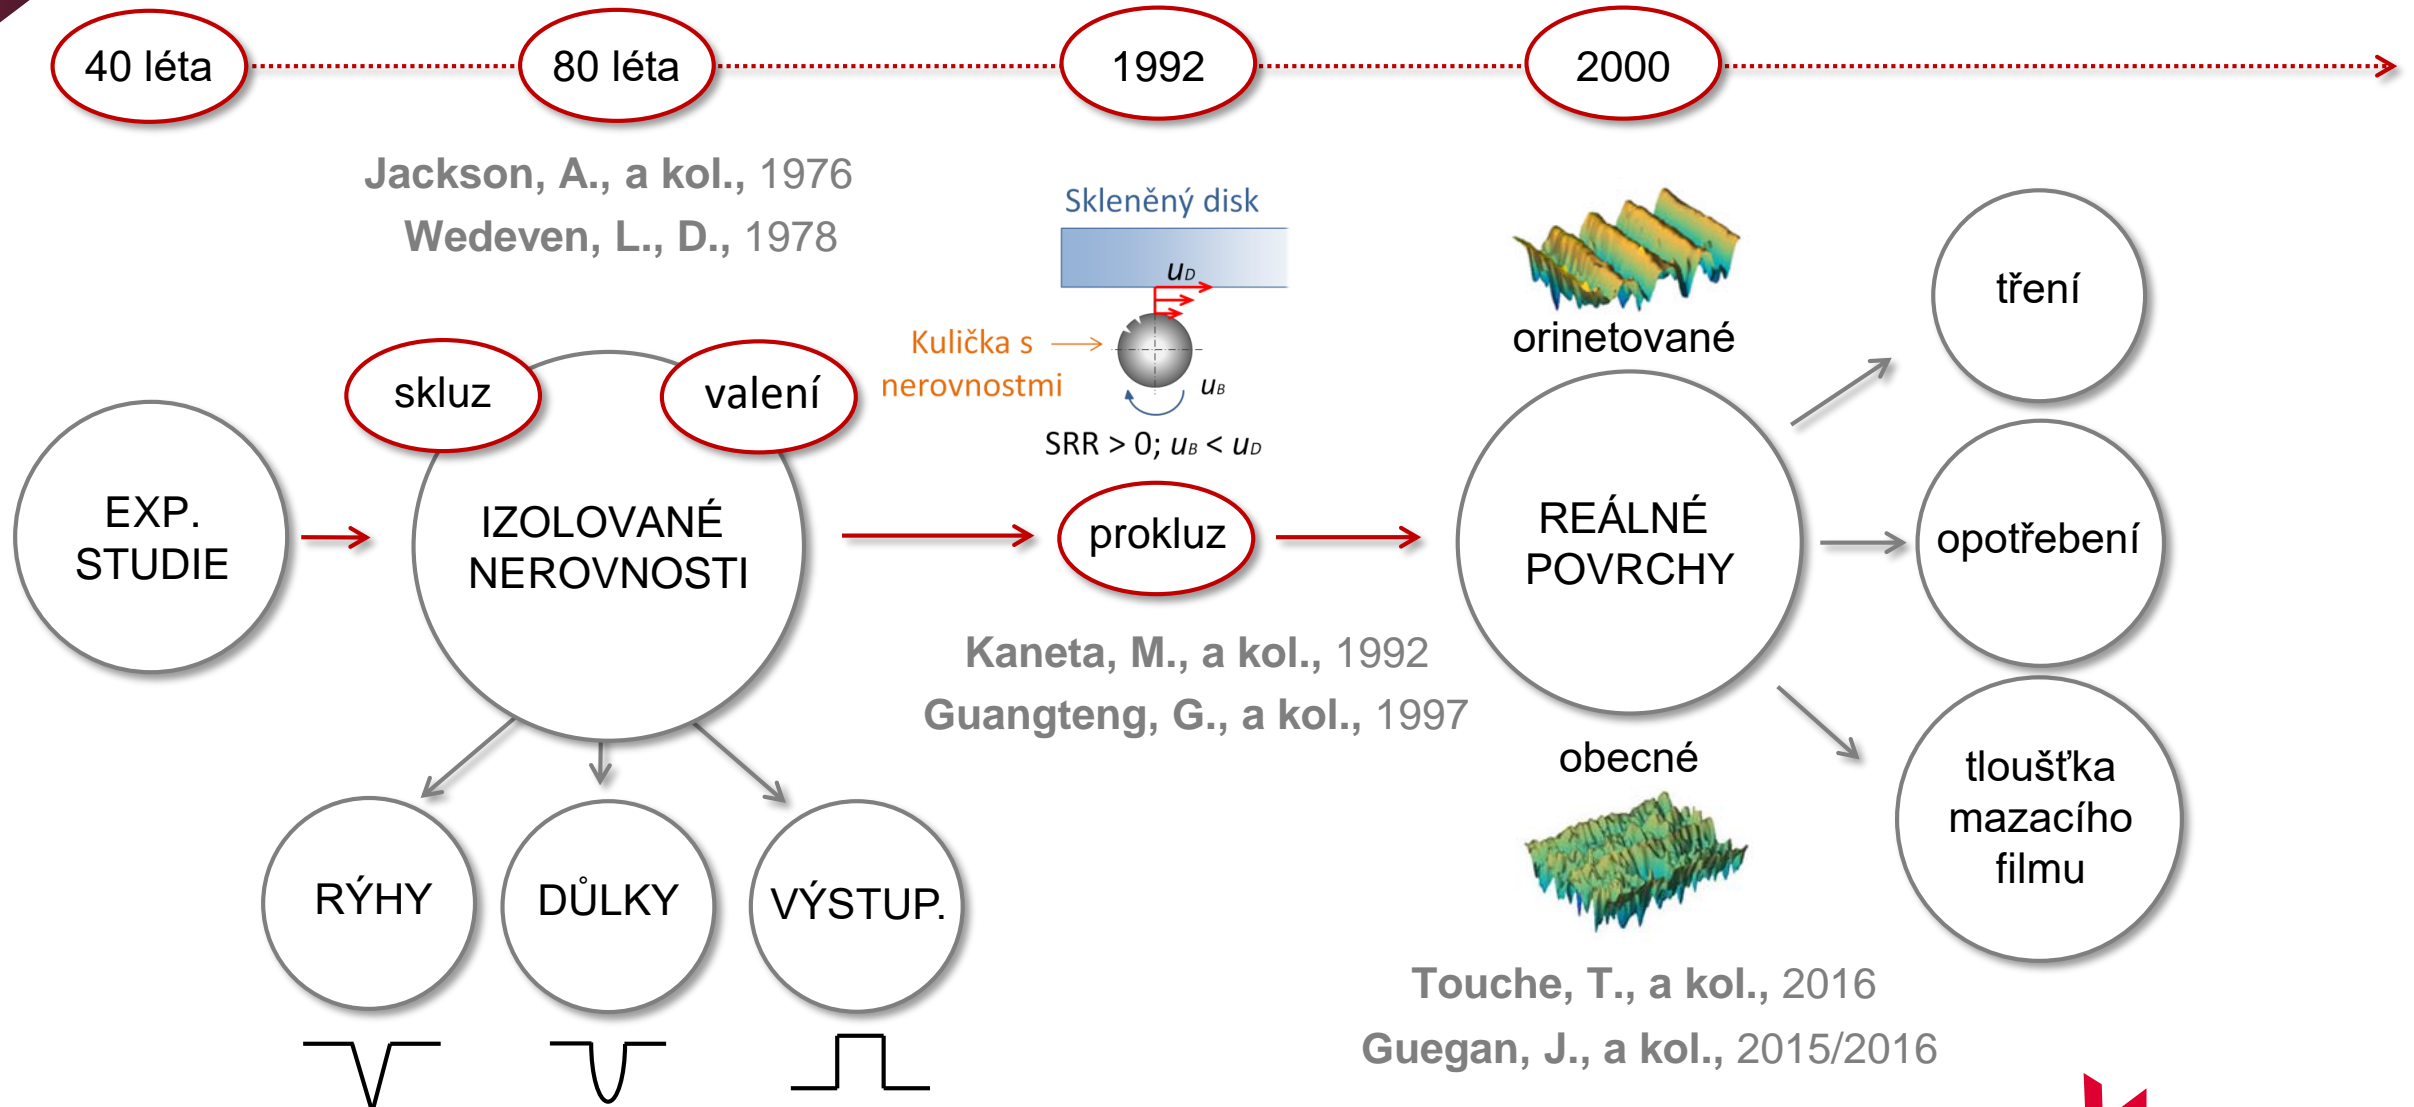 40 léta
80 léta
1992
2000
Jackson, A., a kol., 1976
Wedeven, L., D., 1978
Skleněný disk
uD
Kulička s
nerovnostmi
uB
SRR > 0; uB < uD
orinetované
tření
skluz
valení
EXP.
STUDIE
IZOLOVANÉ
NEROVNOSTI
prokluz
REÁLNÉ
POVRCHY
opotřebení
Kaneta, M., a kol., 1992
Guangteng, G., a kol., 1997
obecné
tloušťka
mazacího
filmu
RÝHY
DŮLKY
VÝSTUP.
Touche, T., a kol., 2016
Guegan, J., a kol., 2015/2016